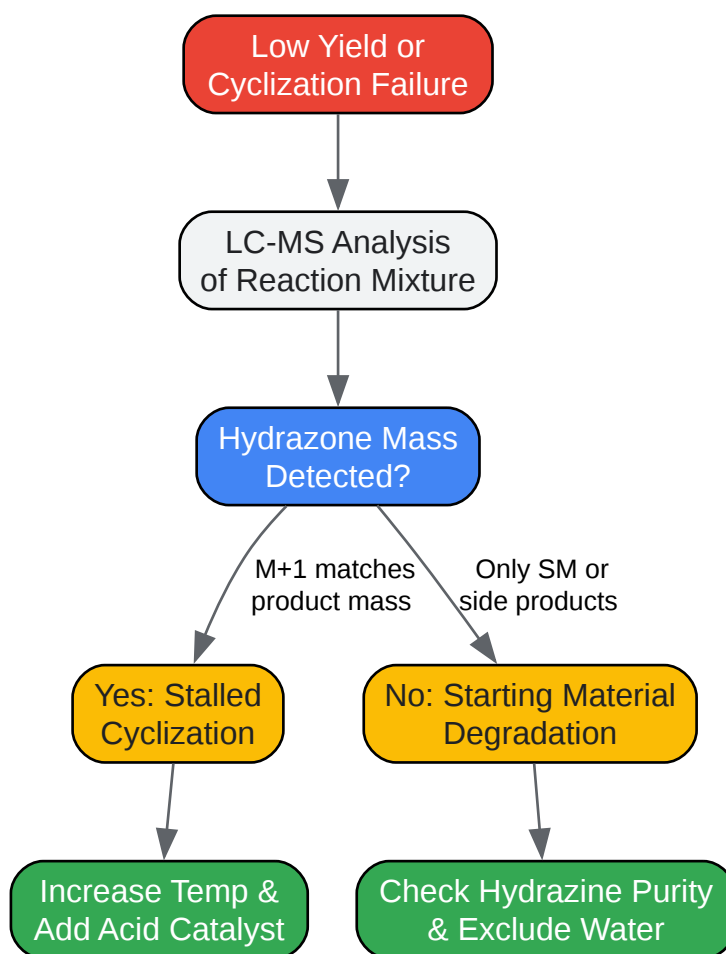 Low Yield or
Cyclization Failure
LC-MS Analysis
of Reaction Mixture
Hydrazone Mass
Detected?
M+1 matches
product mass
Only SM or
side products
Yes: Stalled
Cyclization
No: Starting Material
Degradation
Increase Temp &
Add Acid Catalyst
Check Hydrazine Purity
& Exclude Water